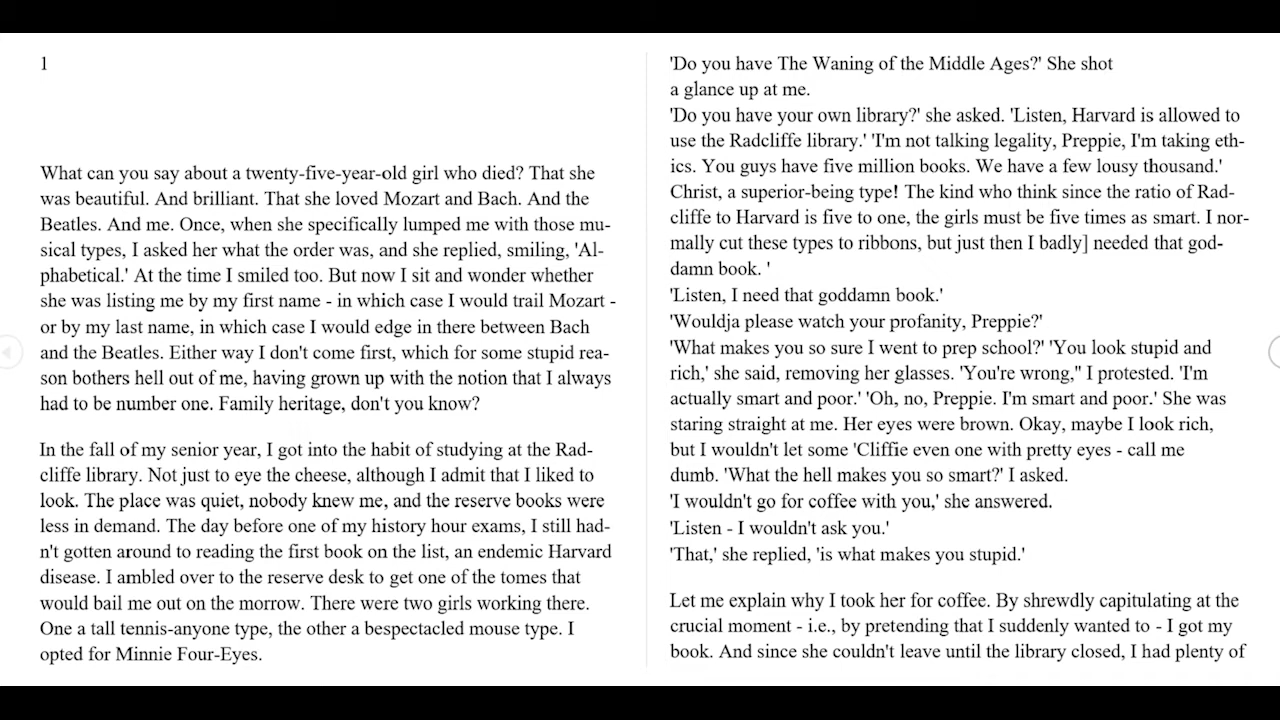 1
What can you say about a twenty-five-year-old girl who died? That she
was beautiful. And brilliant. That she loved Mozart and Bach. And the
Beatles. And me. Once, when she specifically lumped me with those mu-
sical types, I asked her what the order was, and she replied, smiling, 'Al-
phabetical.' At the time I smiled too. But now I sit and wonder whether
she was listing me by my first name - in which case I would trail Mozart -
or by my last name, in which case I would edge in there between Bach
and the Beatles. Either way I don't come first, which for some stupid rea-
son bothers hell out of me, having grown up with the notion that I always
had to be number one. Family heritage, don't you know?
In the fall of my senior year, I got into the habit of studying at the Rad-
cliffe library. Not just to eye the cheese, although I admit that I liked to
look. The place was quiet, nobody knew me, and the reserve books were
less in demand. The day before one of my history hour exams, I still had-
n't gotten around to reading the first book on the list, an endemic Harvard
disease. I ambled over to the reserve desk to get one of the tomes that
would bail me out on the morrow. There were two girls working there.
One a tall tennis-anyone type, the other a bespectacled mouse type. I
opted for Minnie Four-Eyes.
'Do you have The Waning of the Middle Ages?' She shot
a glance up at me.
'Do you have your own library?' she asked. 'Listen, Harvard is allowed to
use the Radcliffe library.' 'I'm not talking legality, Preppie, I'm taking eth-
ics. You guys have five million books. We have a few lousy thousand.'
Christ, a superior-being type! The kind who think since the ratio of Rad-
cliffe to Harvard is five to one, the girls must be five times as smart. I nor-
mally cut these types to ribbons, but just then I badly] needed that god-
damn book. '
'Listen, I need that goddamn book.'
'Wouldja please watch your profanity, Preppie?'
'What makes you so sure I went to prep school?' 'You look stupid and
rich,' she said, removing her glasses. 'You're wrong," I protested. 'I'm
actually smart and poor.' 'Oh, no, Preppie. I'm smart and poor.' She was
staring straight at me. Her eyes were brown. Okay, maybe I look rich,
but I wouldn't let some 'Cliffie even one with pretty eyes - call me
dumb. 'What the hell makes you so smart?' I asked.
'I wouldn't go for coffee with you,' she answered.
'Listen - I wouldn't ask you.'
'That,' she replied, 'is what makes you stupid.'
Let me explain why I took her for coffee. By shrewdly capitulating at the
crucial moment - i.e., by pretending that I suddenly wanted to - I got my
book. And since she couldn't leave until the library closed, I had plenty of